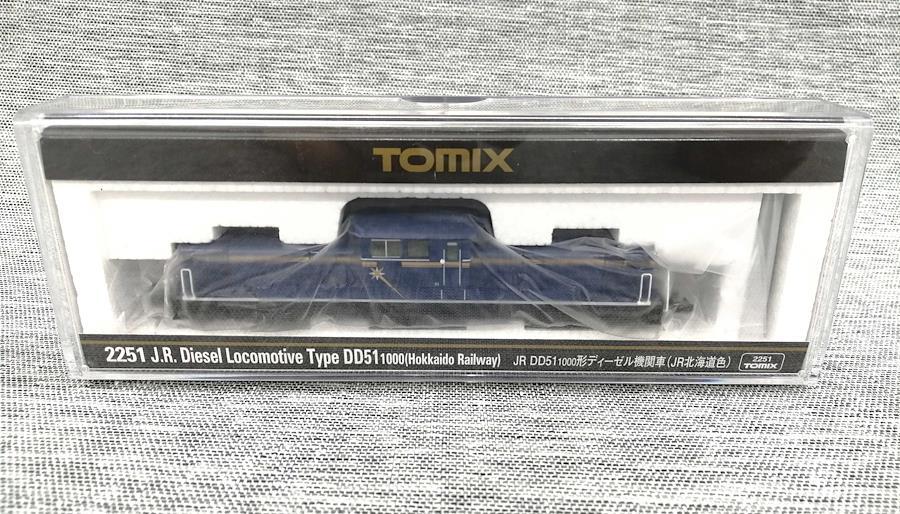 TOMIX
2251 J.R. Diesel Locomotive Type DD51 1000 (Hokkaido Railway) JR DD51 1000形ディーゼル機関車(JR北海道色) 2251 TOMIX